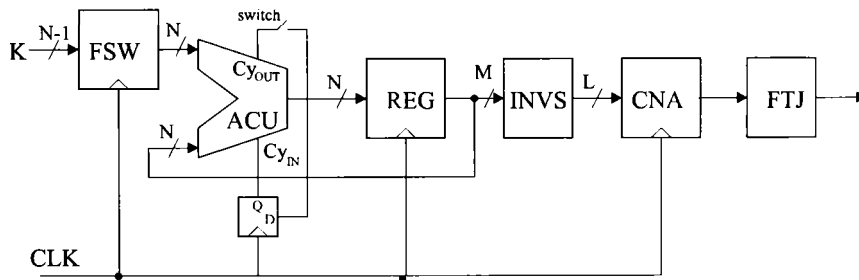 switch
K
N-1
FSW
N
Cy_OUT
ACU
N
Cy_IN
N
REG
M
INVS
L
CNA
FTJ
Q
D
CLK